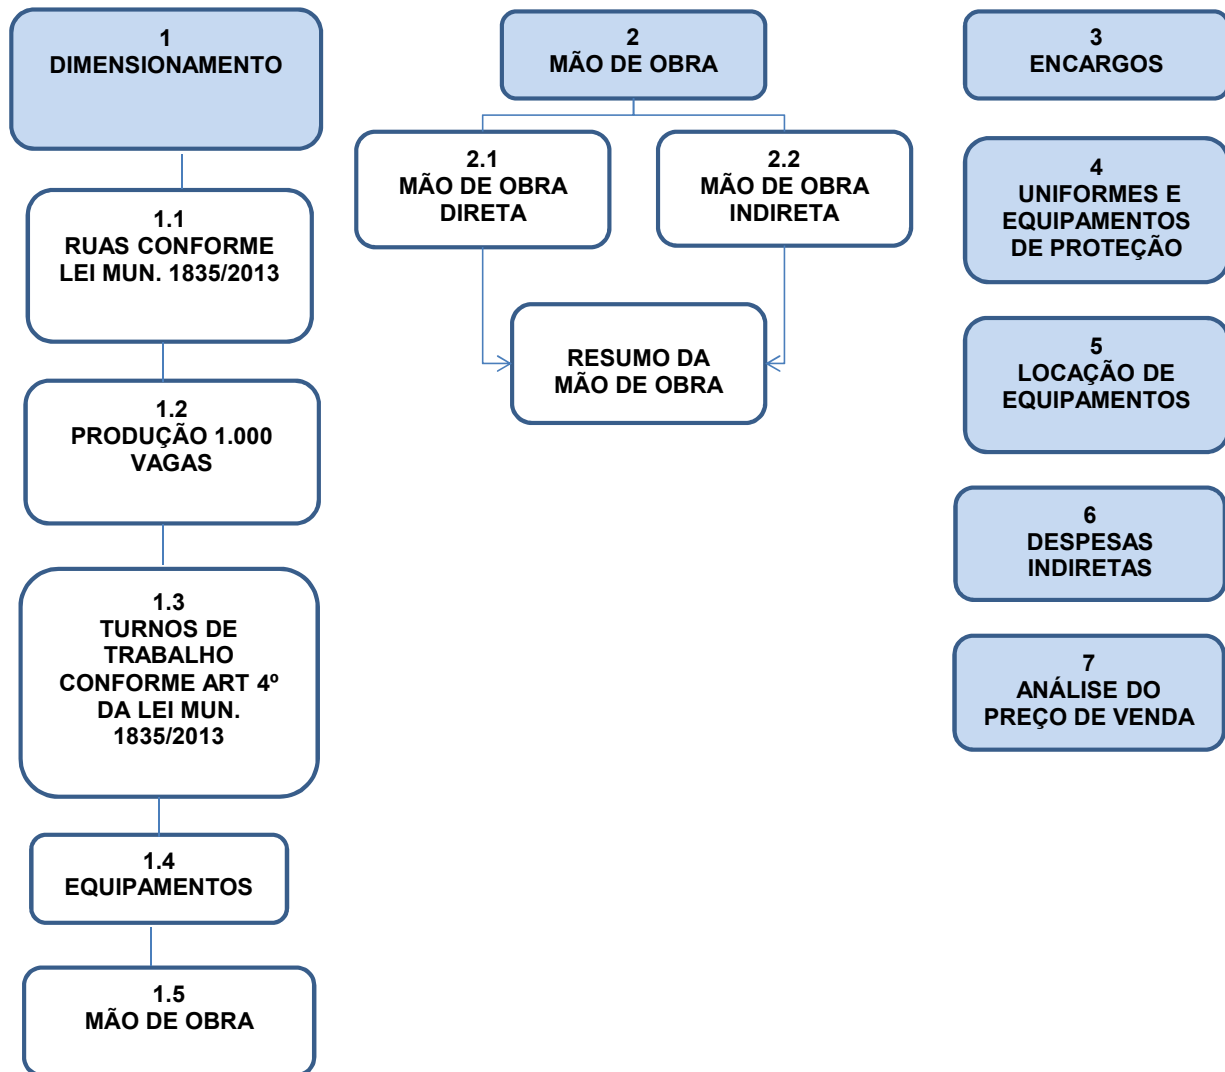 1
DIMENSIONAMENTO
1.1
RUAS CONFORME
LEI MUN. 1835/2013
1.2
PRODUÇÃO 1.000
VAGAS
1.3
TURNOS DE
TRABALHO
CONFORME ART 4º
DA LEI MUN.
1835/2013
1.4
EQUIPAMENTOS
1.5
MÃO DE OBRA
2
MÃO DE OBRA
2.1
MÃO DE OBRA
DIRETA
2.2
MÃO DE OBRA
INDIRETA
RESUMO DA
MÃO DE OBRA
3
ENCARGOS
4
UNIFORMES E
EQUIPAMENTOS
DE PROTEÇÃO
5
LOCAÇÃO DE
EQUIPAMENTOS
6
DESPESAS
INDIRETAS
7
ANÁLISE DO
PREÇO DE VENDA